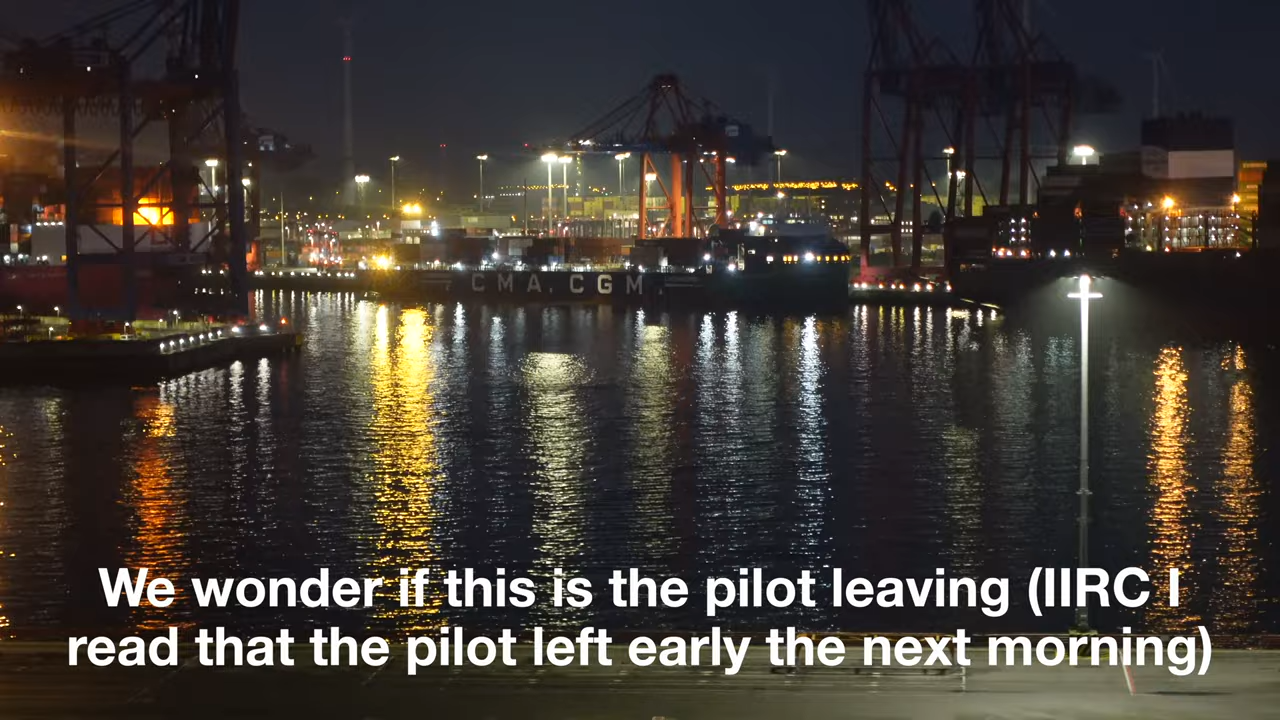 CMA CGM
We wonder if this is the pilot leaving (IIRC I
read that the pilot left early the next morning)